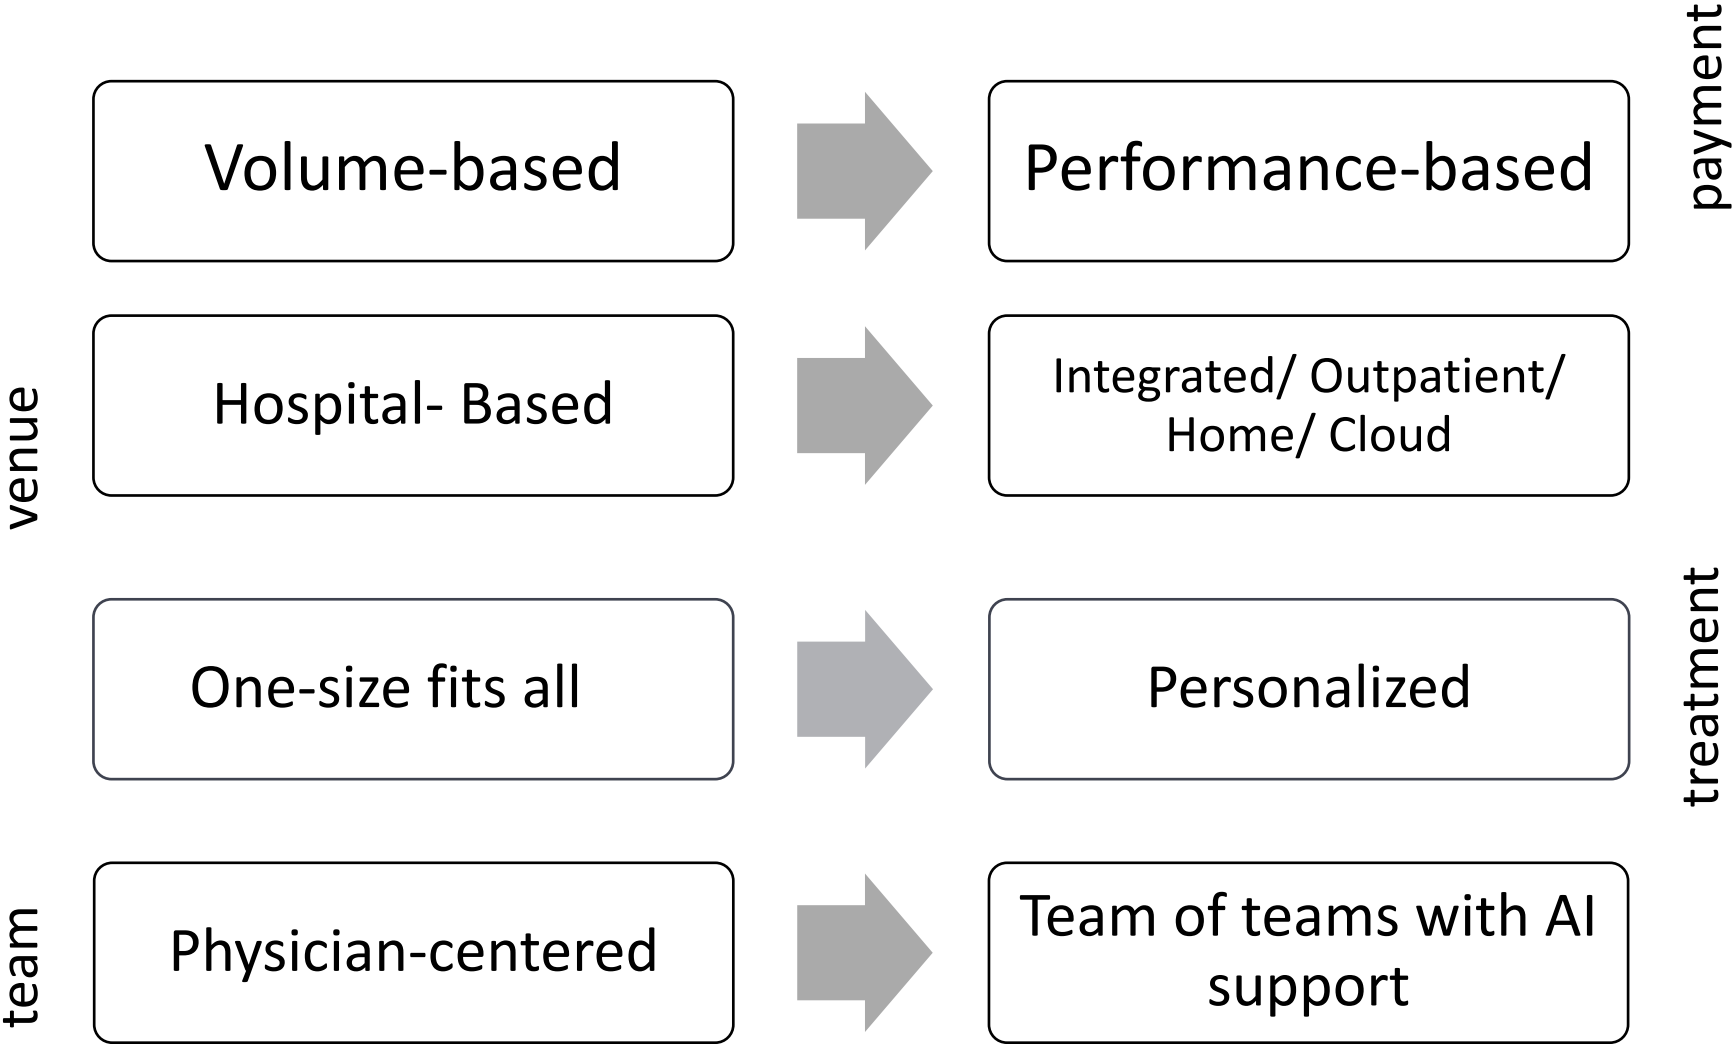 payment
Volume-based
Performance-based
venue
Hospital- Based
Integrated/ Outpatient/
Home/ Cloud
One-size fits all
Personalized
treatment
team
Physician-centered
Team of teams with AI
support